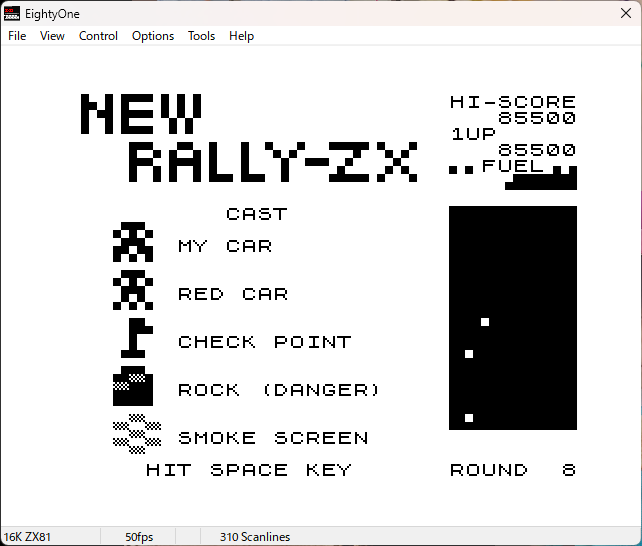 EightyOne
File View Control Options Tools Help
NEW
RALLY-ZX
HI-SCORE
85500
1UP
85500
FUEL
CAST
MY CAR
RED CAR
CHECK POINT
ROCK (DANGER)
SMOKE SCREEN
HIT SPACE KEY
ROUND 8
16K ZX81 50fps 310 Scanlines